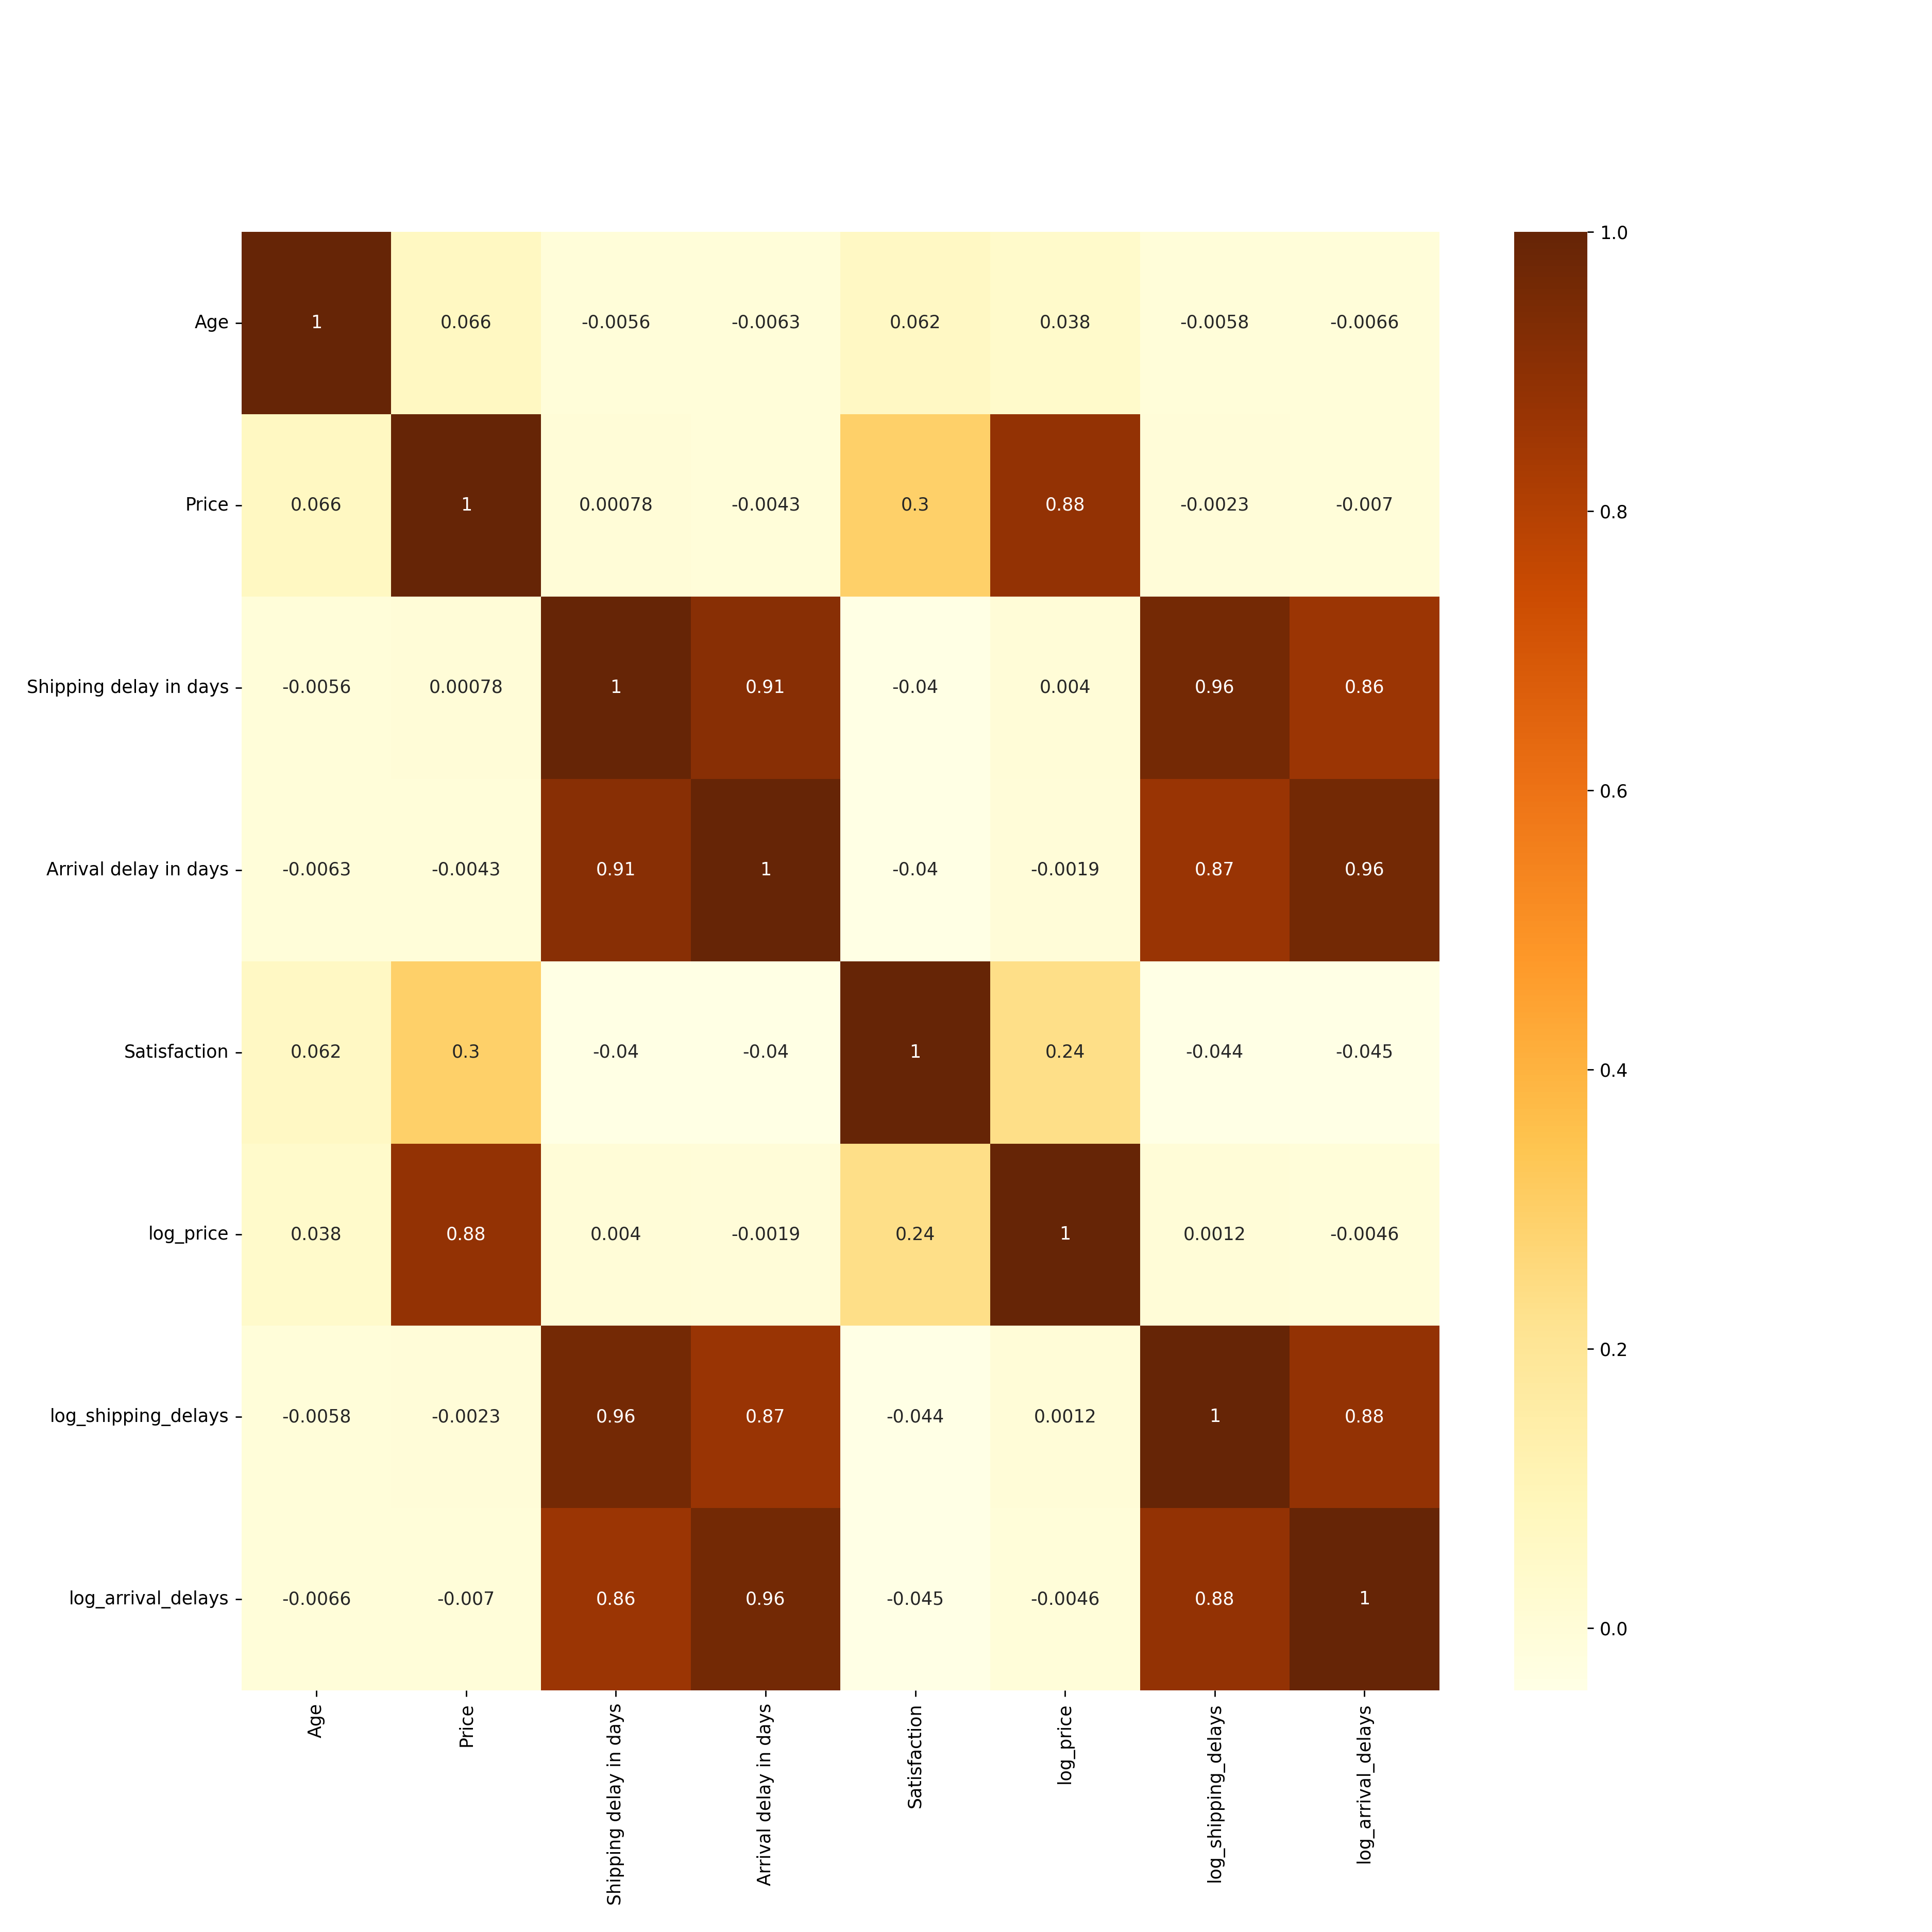 1.0
Age 1 0.066 -0.0056 -0.0063 0.062 0.038 -0.0058 -0.0066
Price 0.066 1 0.00078 -0.0043 0.3 0.88 -0.0023 -0.007
0.8
Shipping delay in days -0.0056 0.00078 1 0.91 -0.04 0.004 0.96 0.86
0.6
Arrival delay in days -0.0063 -0.0043 0.91 1 -0.04 -0.0019 0.87 0.96
Satisfaction 0.062 0.3 -0.04 -0.04 1 0.24 -0.044 -0.045
0.4
log_price 0.038 0.88 0.004 -0.0019 0.24 1 0.0012 -0.0046
0.2
log_shipping_delays -0.0058 -0.0023 0.96 0.87 -0.044 0.0012 1 0.88
log_arrival_delays -0.0066 -0.007 0.86 0.96 -0.045 -0.0046 0.88 1
0.0
Age
Price
Shipping delay in days
Arrival delay in days
Satisfaction
log_price
log_shipping_delays
log_arrival_delays